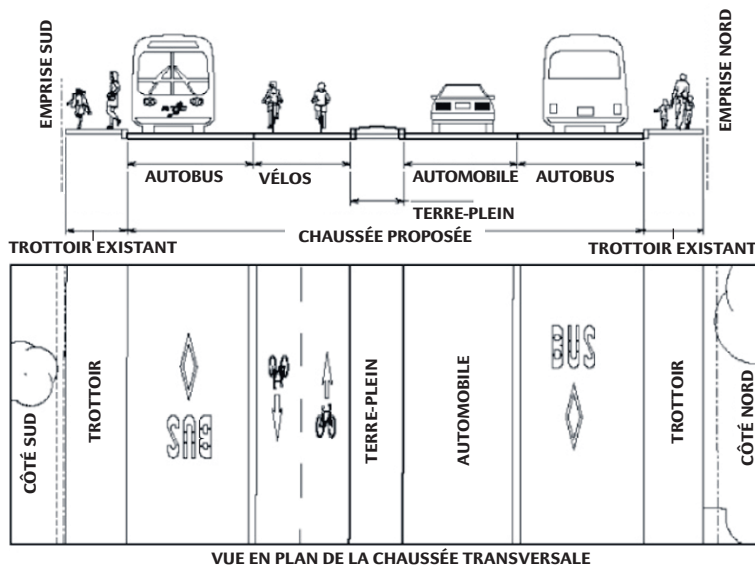 EMPRISE SUD
EMPRISE NORD
AUTOBUS
VÉLOS
AUTOMOBILE
AUTOBUS
TERRE-PLEIN
TROTTOIR EXISTANT
CHAUSSÉE PROPOSÉE
TROTTOIR EXISTANT
CÔTÉ SUD
TROTTOIR
BUS
TERRE-PLEIN
AUTOMOBILE
BUS
TROTTOIR
CÔTÉ NORD
VUE EN PLAN DE LA CHAUSSÉE TRANSVERSALE